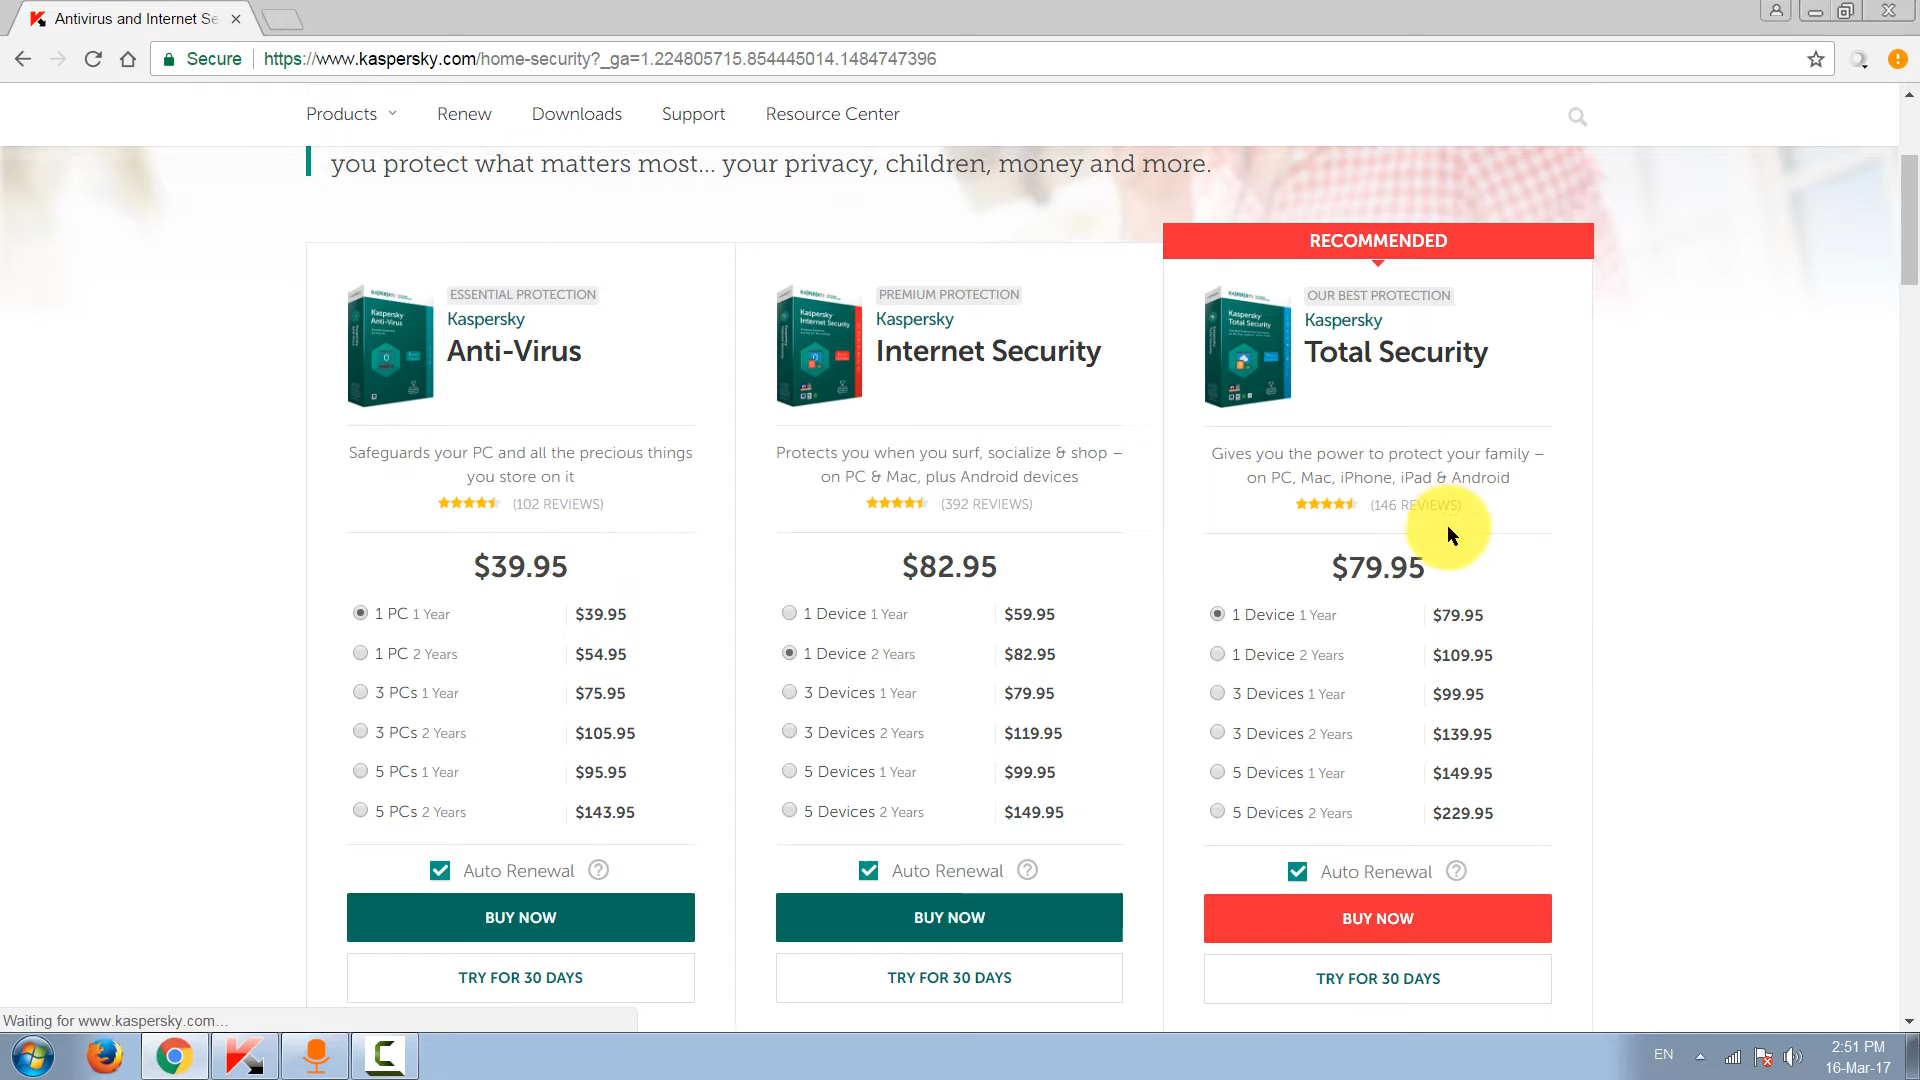 Antivirus and Internet Se
Secure
https://www.kaspersky.com/home-security?_ga=1.224805715.854445014.1484747396
Products
Renew
Downloads
Support
Resource Center
you protect what matters most... your privacy, children, money and more.
RECOMMENDED
Kaspersky
Anti-Virus
ESSENTIAL PROTECTION
Kaspersky
Anti-Virus
Safeguards your PC and all the precious things
you store on it
(102 REVIEWS)
$39.95
1 PC 1 Year $39.95
1 PC 2 Years $54.95
3 PCs 1 Year $75.95
3 PCs 2 Years $105.95
5 PCs 1 Year $95.95
5 PCs 2 Years $143.95
Auto Renewal ?
BUY NOW
TRY FOR 30 DAYS
Kaspersky
Internet Security
PREMIUM PROTECTION
Kaspersky
Internet Security
Protects you when you surf, socialize & shop –
on PC & Mac, plus Android devices
(392 REVIEWS)
$82.95
1 Device 1 Year $59.95
1 Device 2 Years $82.95
3 Devices 1 Year $79.95
3 Devices 2 Years $119.95
5 Devices 1 Year $99.95
5 Devices 2 Years $149.95
Auto Renewal ?
BUY NOW
TRY FOR 30 DAYS
Kaspersky
Total Security
OUR BEST PROTECTION
Kaspersky
Total Security
Gives you the power to protect your family –
on PC, Mac, iPhone, iPad & Android
(146 REVIEWS)
$79.95
1 Device 1 Year $79.95
1 Device 2 Years $109.95
3 Devices 1 Year $99.95
3 Devices 2 Years $139.95
5 Devices 1 Year $149.95
5 Devices 2 Years $229.95
Auto Renewal ?
BUY NOW
TRY FOR 30 DAYS
Waiting for www.kaspersky.com...
EN
2:51 PM
16-Mar-17